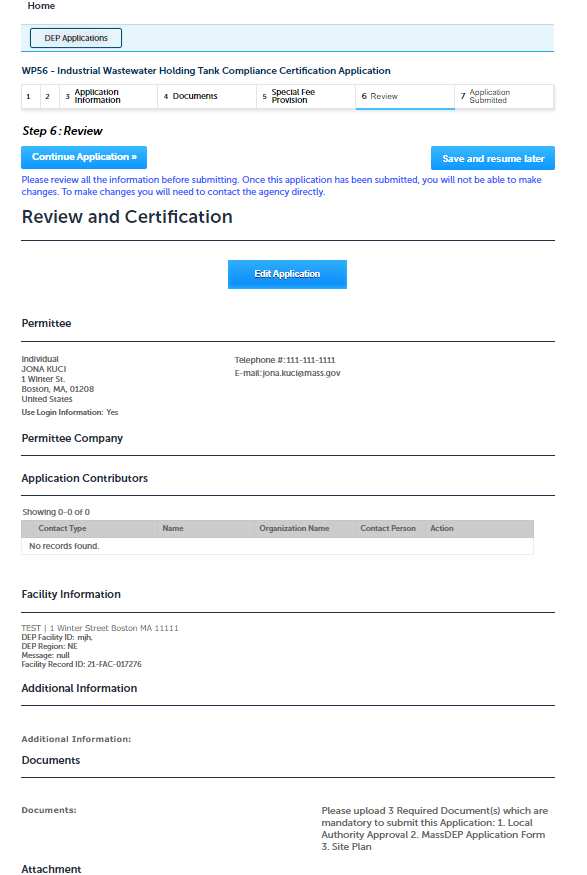 Home
DEP Applications
WP56 - Industrial Wastewater Holding Tank Compliance Certification Application
1 2 3 Application Information 4 Documents 5 Special Fee Provision 6 Review 7 Application Submitted
Step 6: Review
Continue Application » Save and resume later
Please review all the information before submitting. Once this application has been submitted, you will not be able to make
changes. To make changes you will need to contact the agency directly.
Review and Certification
Edit Application
Permittee
Individual
JONA KUCI
1 Winter St.
Boston, MA, 01208
United States
Use Login Information: Yes
Telephone #:111-111-1111
E-mail:jona.kuci@mass.gov
Permittee Company
Application Contributors
Showing 0-0 of 0
Contact Type Name Organization Name Contact Person Action
No records found.
Facility Information
TEST | 1 Winter Street Boston MA 11111
DEP Facility ID: mjh,
DEP Region: NE
Message: null
Facility Record ID: 21-FAC-017276
Additional Information
Additional Information:
Documents
Documents:
Please upload 3 Required Document(s) which are
mandatory to submit this Application: 1. Local
Authority Approval 2. MassDEP Application Form
3. Site Plan
Attachment